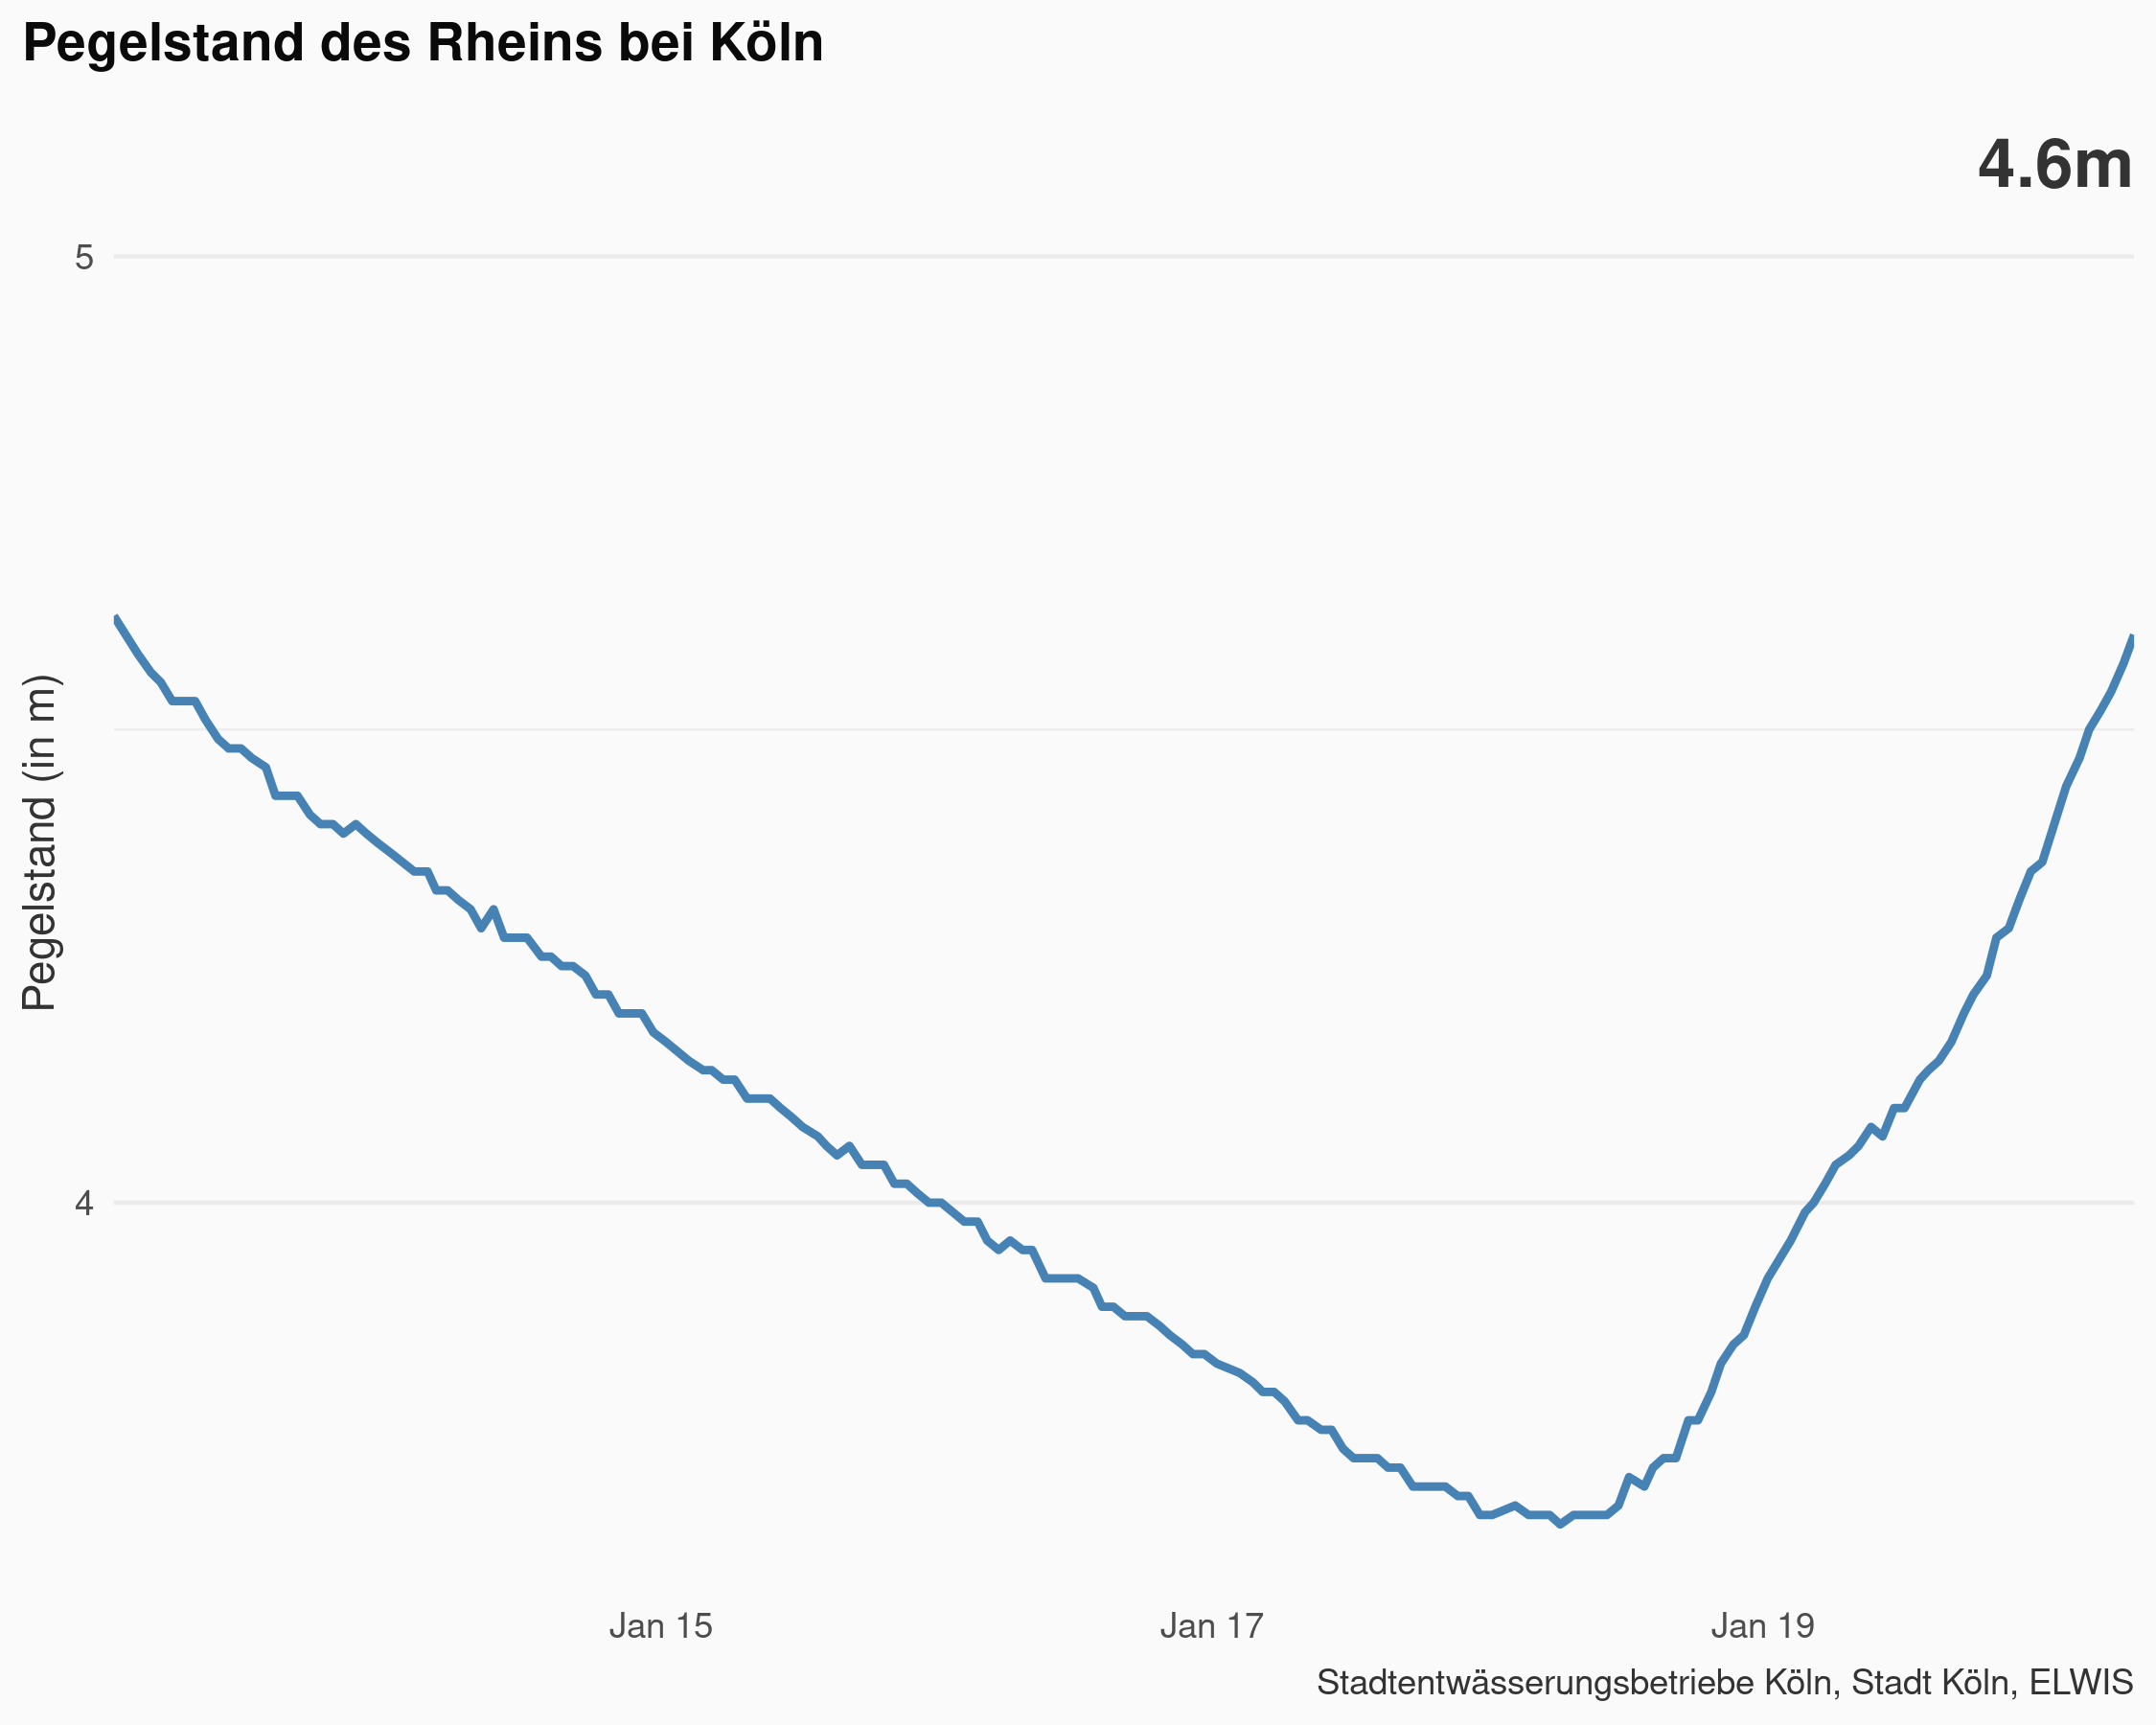 Pegelstand des Rheins bei Köln
4.6m
5
Pegelstand (in m)
4
Jan 15
Jan 17
Jan 19
Stadtentwässerungsbetriebe Köln, Stadt Köln, ELWIS